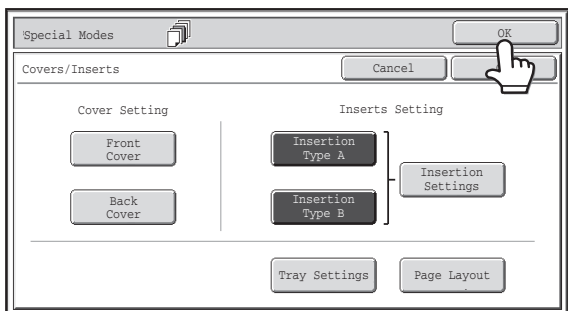 Special Modes
OK
Covers/Inserts
Cancel
Cover Setting
Inserts Setting
Front
Cover
Insertion
Type A
Insertion
Settings
Back
Cover
Insertion
Type B
Tray Settings
Page Layout